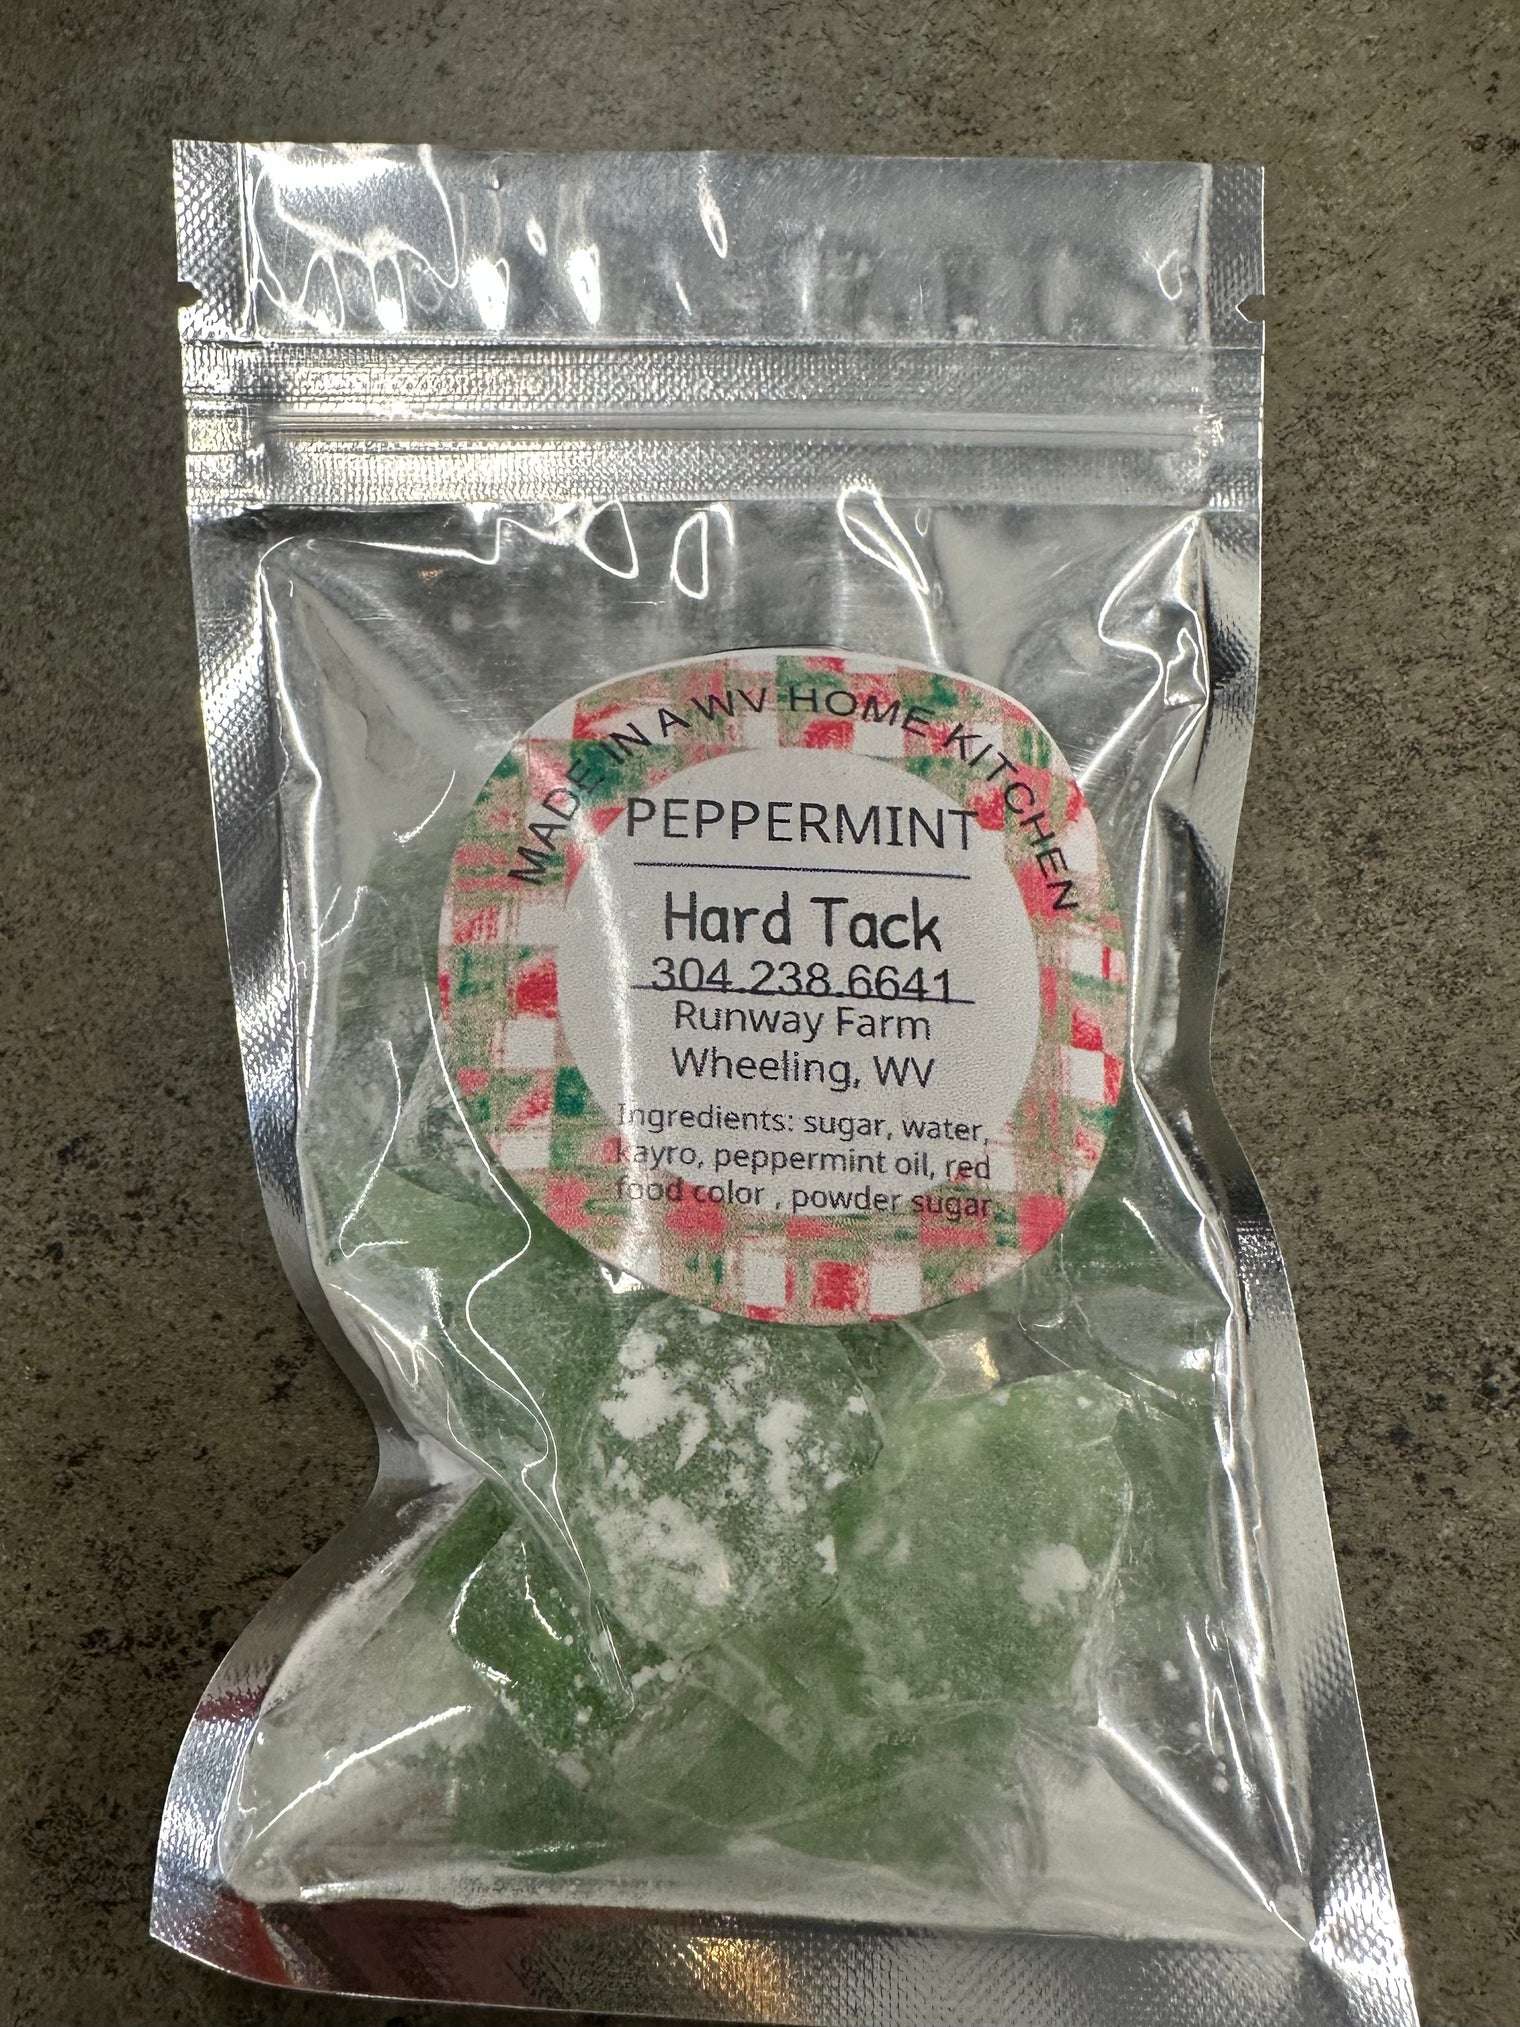 MADE IN A WV HOME KITCHEN
PEPPERMINT
Hard Tack
304.238.6641
Runway Farm
Wheeling, WV
Ingredients: sugar, water,
kayro, peppermint oil, red
food color , powder sugar